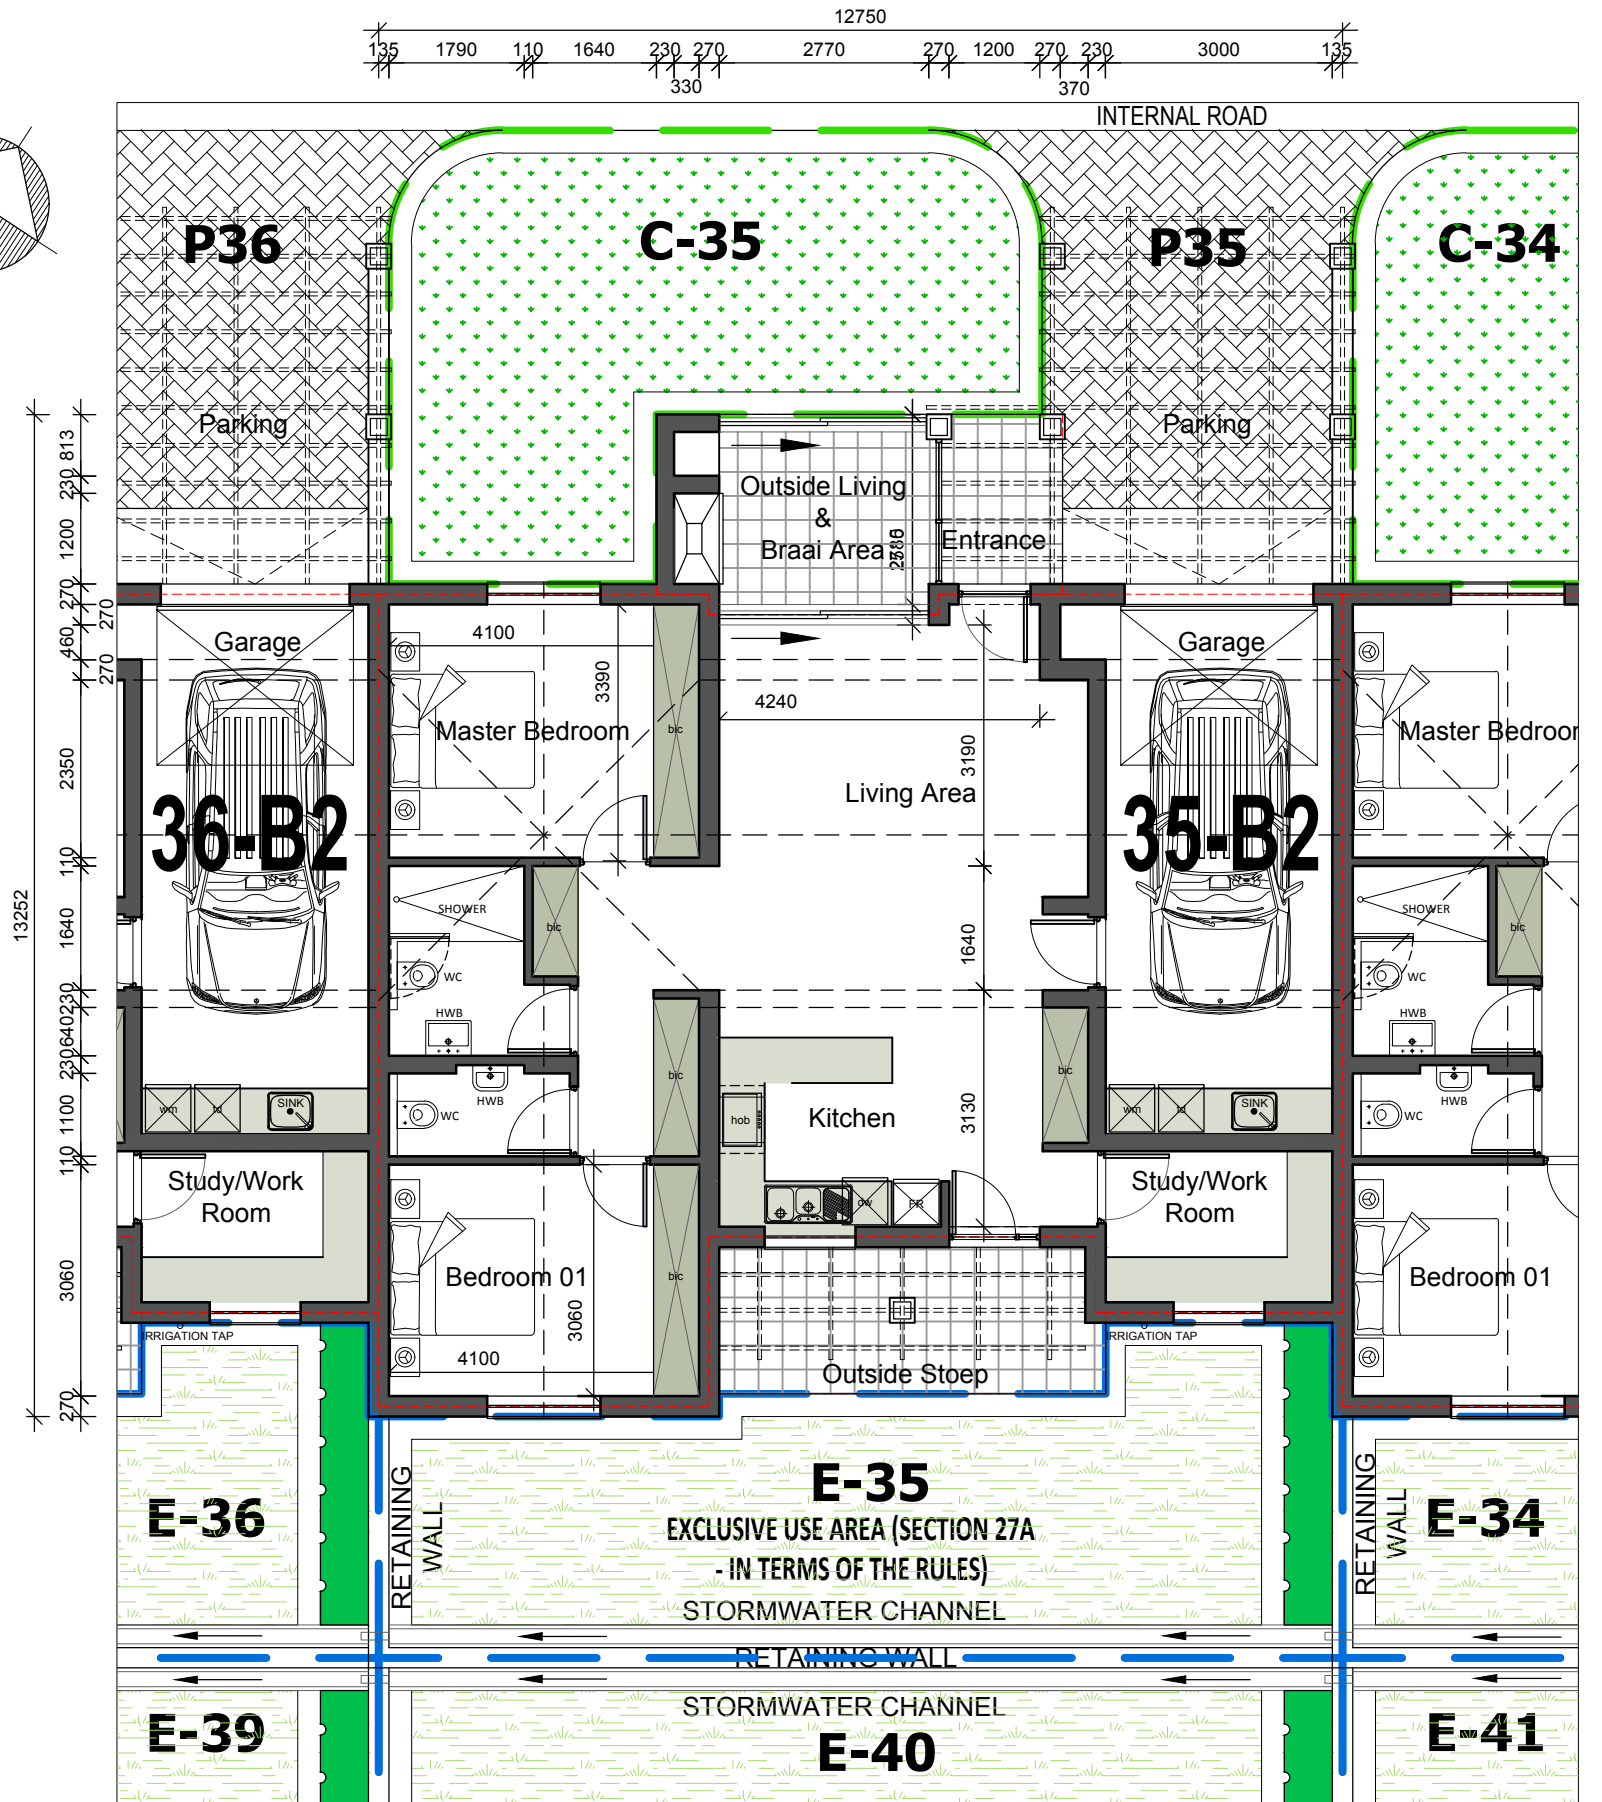 12750
135 1790 110 1640 230 270 2770 270 1200 270 230 3000 135
330 370
INTERNAL ROAD
P36
C-35
P35
C-34
Parking
Parking
Outside Living
&
Braai Area
Entrance
13252
813
230
1200
270
460
270
2350
110
1640
230
640
230
1100
110
3060
270
270
270
Garage
4100
3390
Master Bedroom
bic
4240
3190
Living Area
Garage
Master Bedroor
36-B2
35-B2
SHOWER
bic
WC
HWB
1640
SHOWER
bic
WC
HWB
wm
td
SINK
WC
HWB
bic
hob
Kitchen
3130
bic
wm
td
SINK
WC
HWB
Study/Work
Room
dw
FR
Study/Work
Room
Bedroom 01
bic
3060
4100
Bedroom 01
IRRIGATION TAP
IRRIGATION TAP
Outside Stoep
E-36
RETAINING
WALL
E-35
EXCLUSIVE USE AREA (SECTION 27A
- IN TERMS OF THE RULES)
RETAINING
WALL
E-34
STORMWATER CHANNEL
RETAINING WALL
STORMWATER CHANNEL
E-39
E-40
E-41